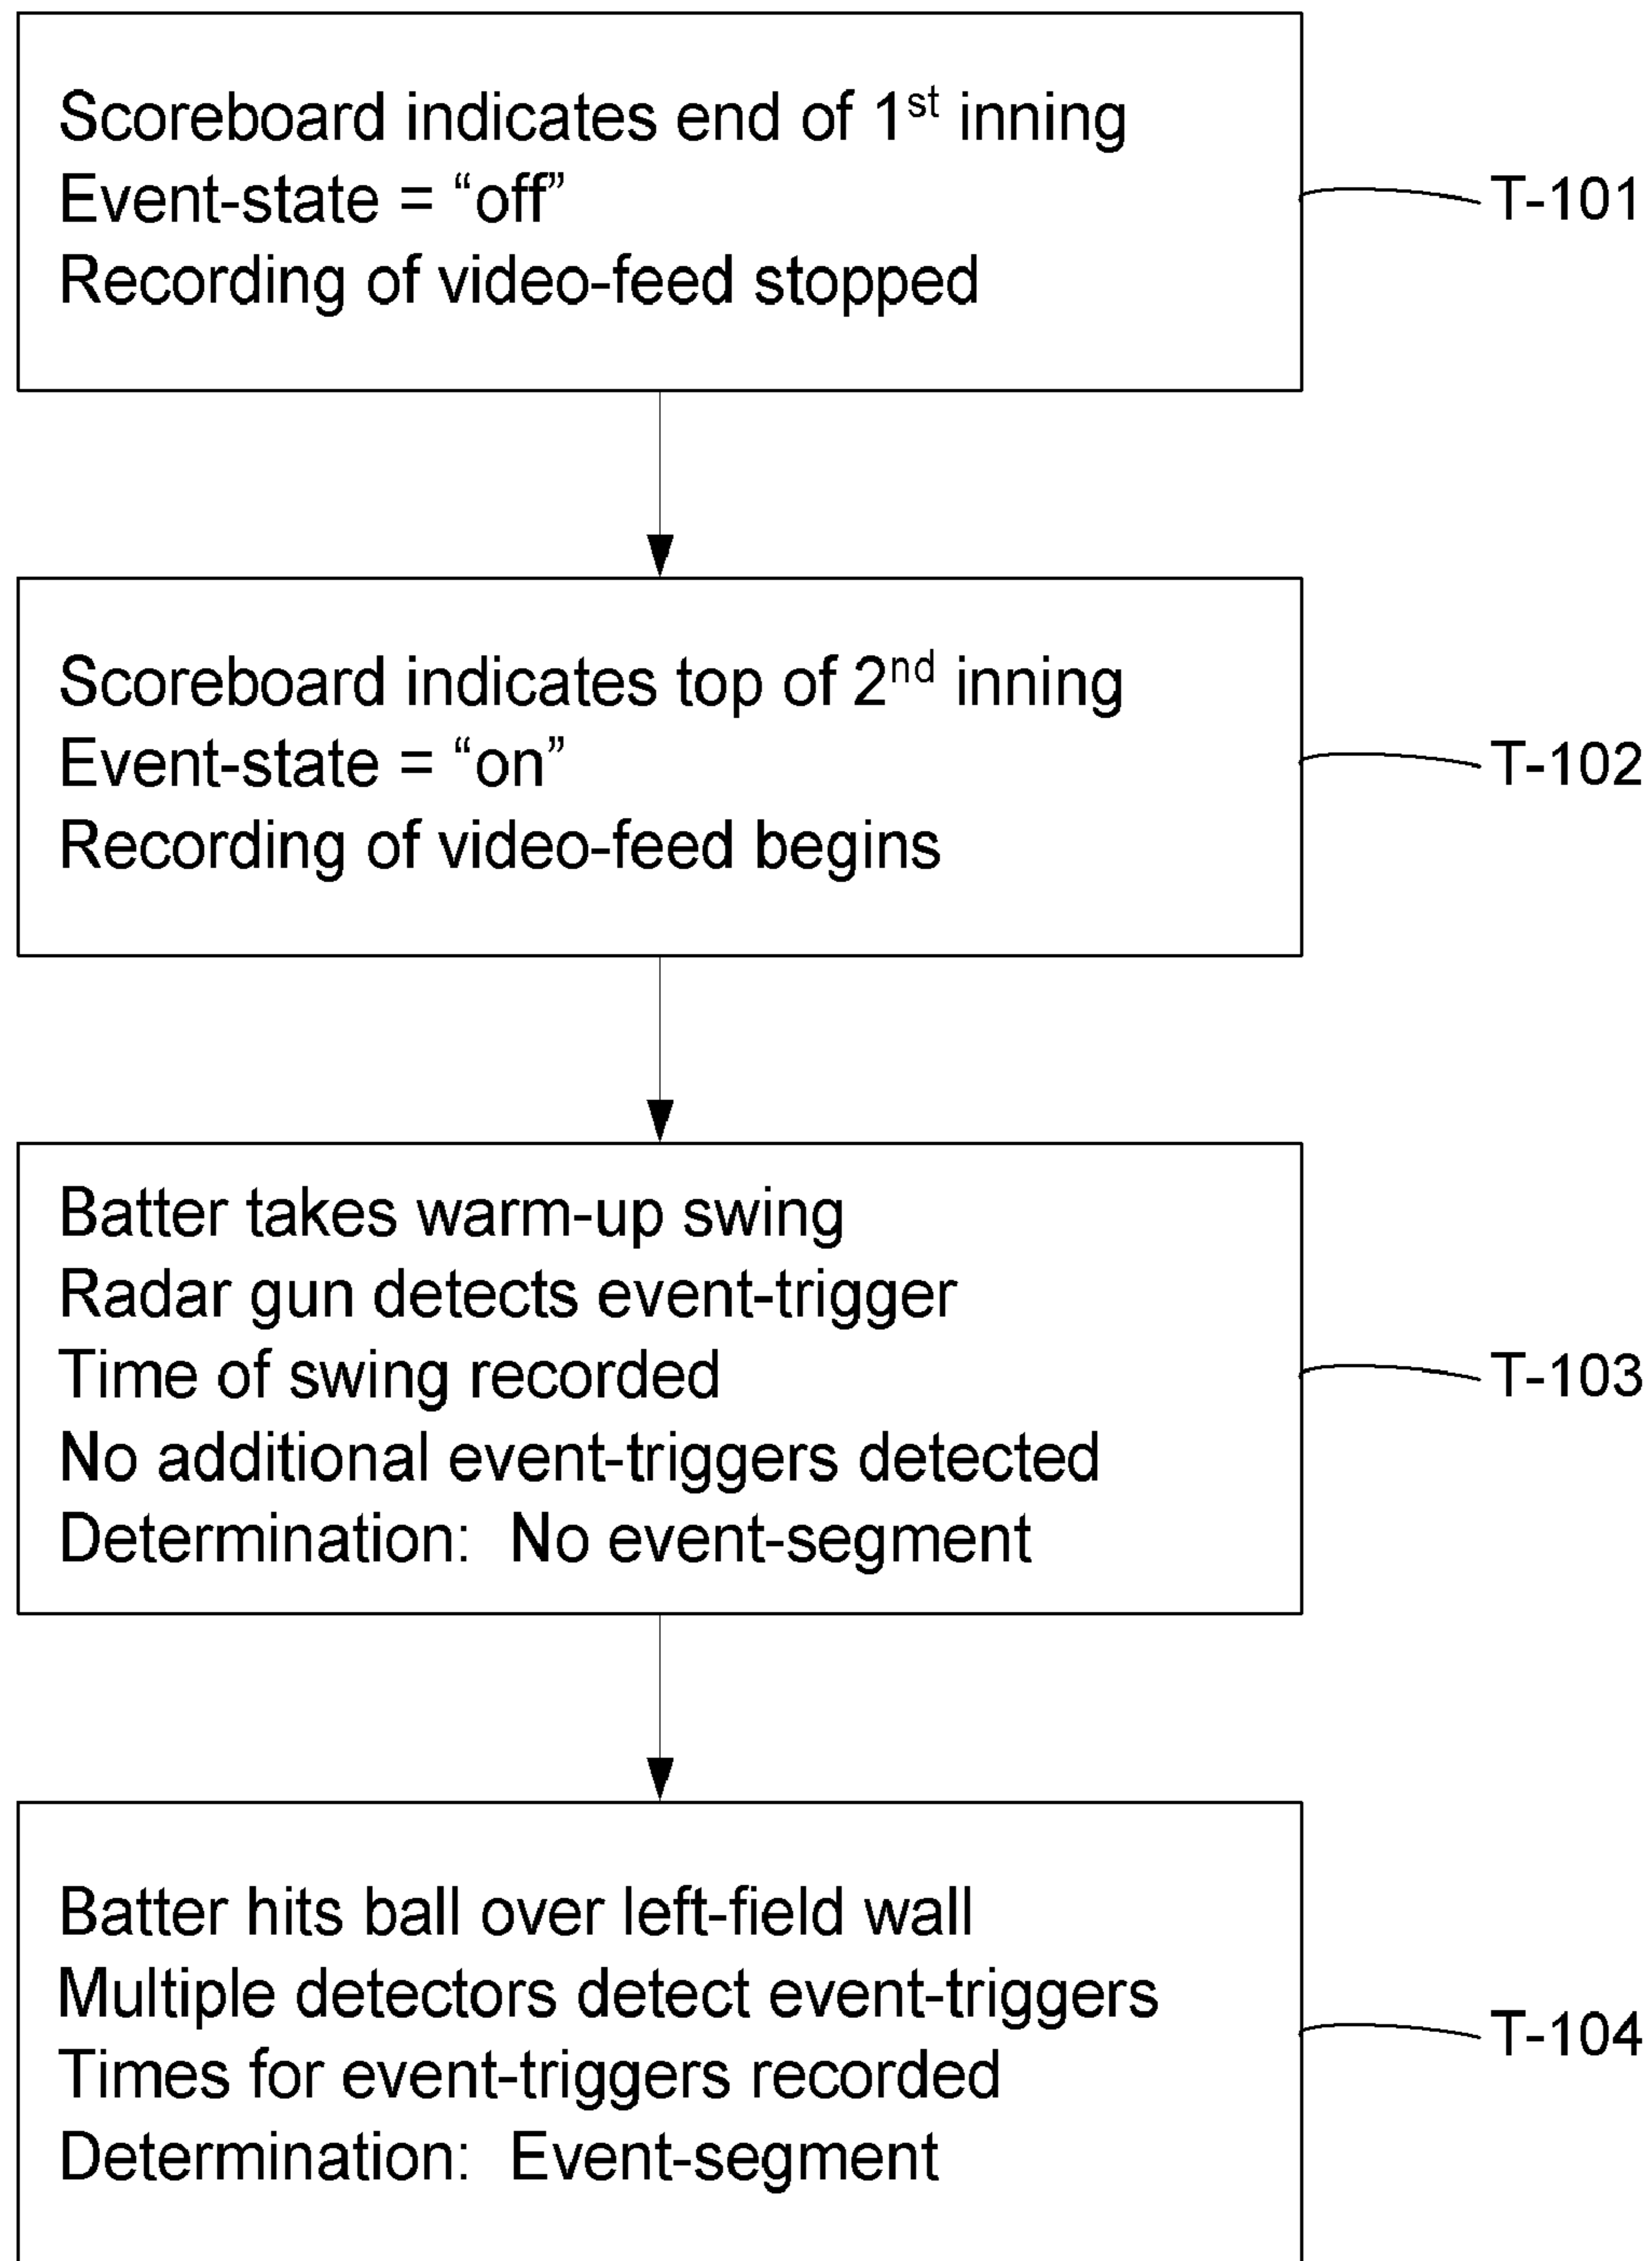 Scoreboard indicates end of 1st inning
Event-state = “off”
Recording of video-feed stopped
T-101
Scoreboard indicates top of 2nd inning
Event-state = “on”
Recording of video-feed begins
T-102
Batter takes warm-up swing
Radar gun detects event-trigger
Time of swing recorded
No additional event-triggers detected
Determination:  No event-segment
T-103
Batter hits ball over left-field wall
Multiple detectors detect event-triggers
Times for event-triggers recorded
Determination:  Event-segment
T-104